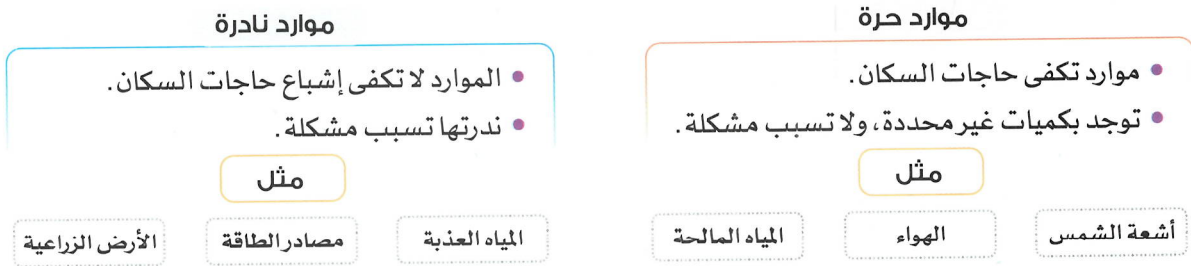 موارد حرة
• موارد تكفى حاجات السكان.
• توجد بكميات غير محددة، ولا تسبب مشكلة.
مثل
أشعة الشمس
الهواء
المياه المالحة
موارد نادرة
• الموارد لا تكفى إشباع حاجات السكان.
• ندرتها تسبب مشكلة.
مثل
المياه العذبة
مصادر الطاقة
الأرض الزراعية